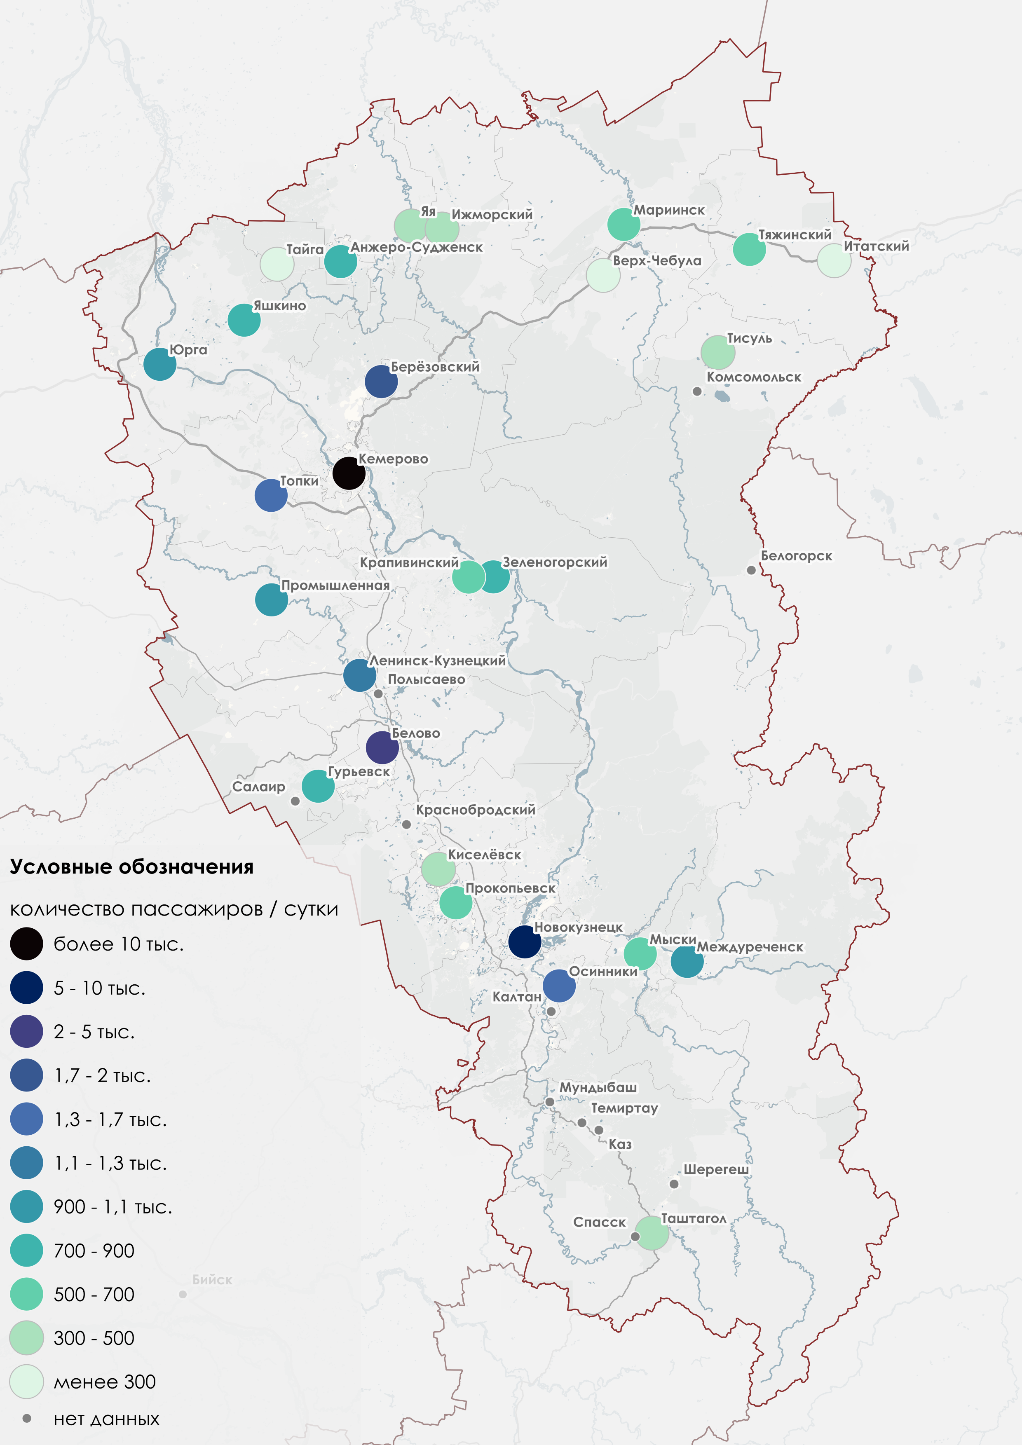 Яя
Ижморский
Мариинск
Тяжинский
Итатский
Тайга
Анжеро-Судженск
Верх-Чебула
Яшкино
Тисуль
Юрга
Берёзовский
Комсомольск
Кемерово
Топки
Белогорск
Крапивинский
Зеленогорский
Промышленная
Ленинск-Кузнецкий
Полысаево
Белово
Гурьевск
Салаир
Краснобродский
Киселёвск
Прокопьевск
Новокузнецк
Мыски
Междуреченск
Осинники
Калтан
Мундыбаш
Темиртау
Каз
Шерегеш
Спасск
Таштагол
Бийск
Условные обозначения
количество пассажиров / сутки
более 10 тыс.
5 - 10 тыс.
2 - 5 тыс.
1,7 - 2 тыс.
1,3 - 1,7 тыс.
1,1 - 1,3 тыс.
900 - 1,1 тыс.
700 - 900
500 - 700
300 - 500
менее 300
нет данных